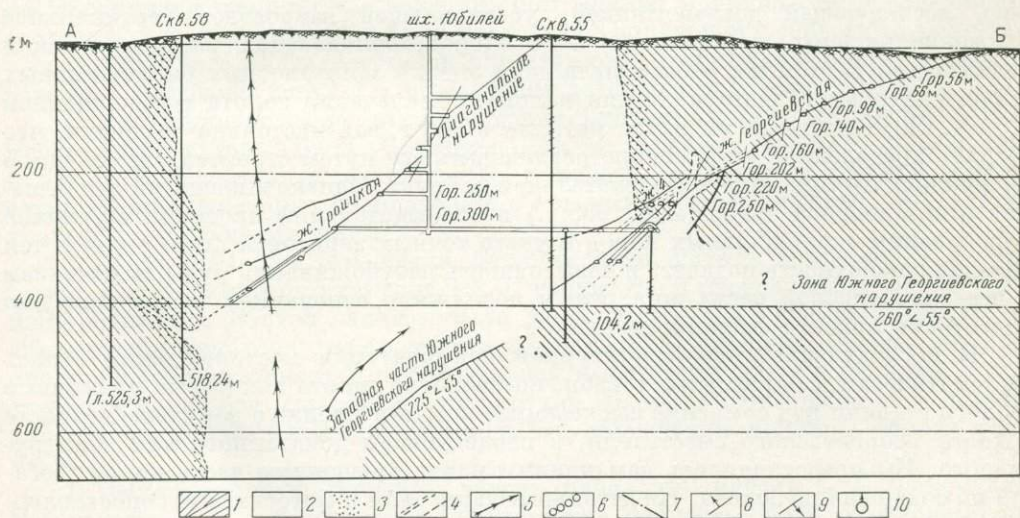 А
Скв.58
шх. Юбилей
Скв.55
Б
± м
Диагональное
нарушение
ж. Георгиевская
Гор.56м
Гор.66м
Гор.98м
Гор.140м
Гор.160м
Гор.202м
Гор.220м
Гор.250м
200
ж. Троицкая
Гор.250м
Гор.300м
ж. 4
?
Зона Южного Георгиевского
нарушения
260°∠55°
400
104,2м
Западная часть Южного
Георгиевского нарушения
225°∠55°
?
518,24м
Гл.525,3м
600
1 2 3 4 5 6 7 8 9 10